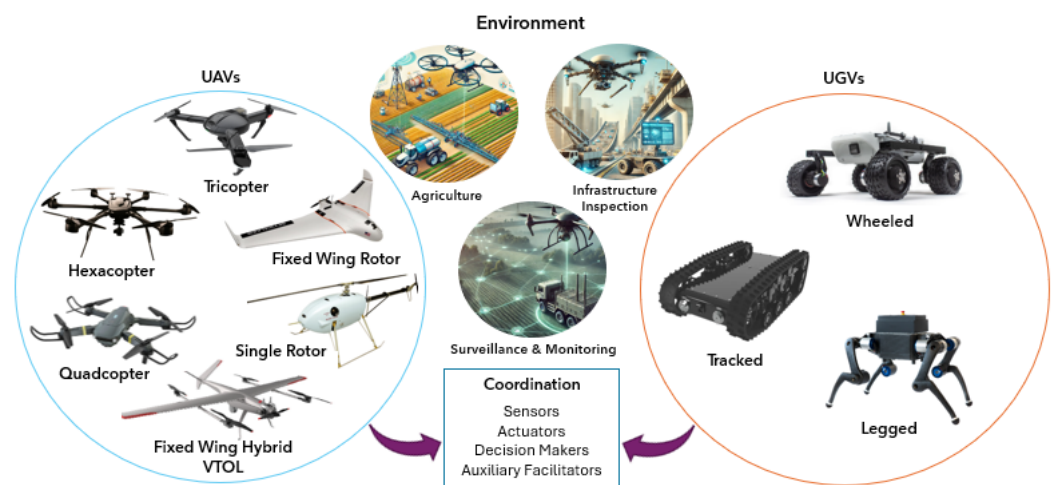 Environment
UAVs
Tricopter
Hexacopter
Fixed Wing Rotor
Quadcopter
Single Rotor
Fixed Wing Hybrid
VTOL
Agriculture
Infrastructure
Inspection
Surveillance & Monitoring
Coordination
Sensors
Actuators
Decision Makers
Auxiliary Facilitators
UGVs
Wheeled
Tracked
Legged